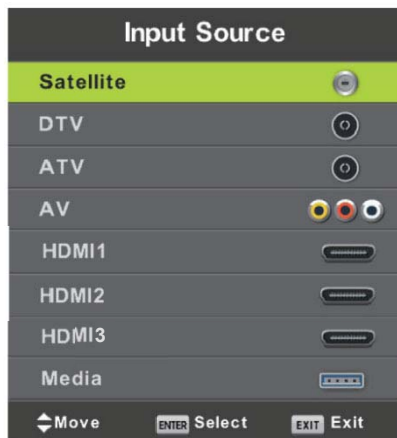 Input Source
Satellite
DTV
ATV
AV
HDMI1
HDMI2
HDMI3
Media
Move ENTER Select EXIT Exit